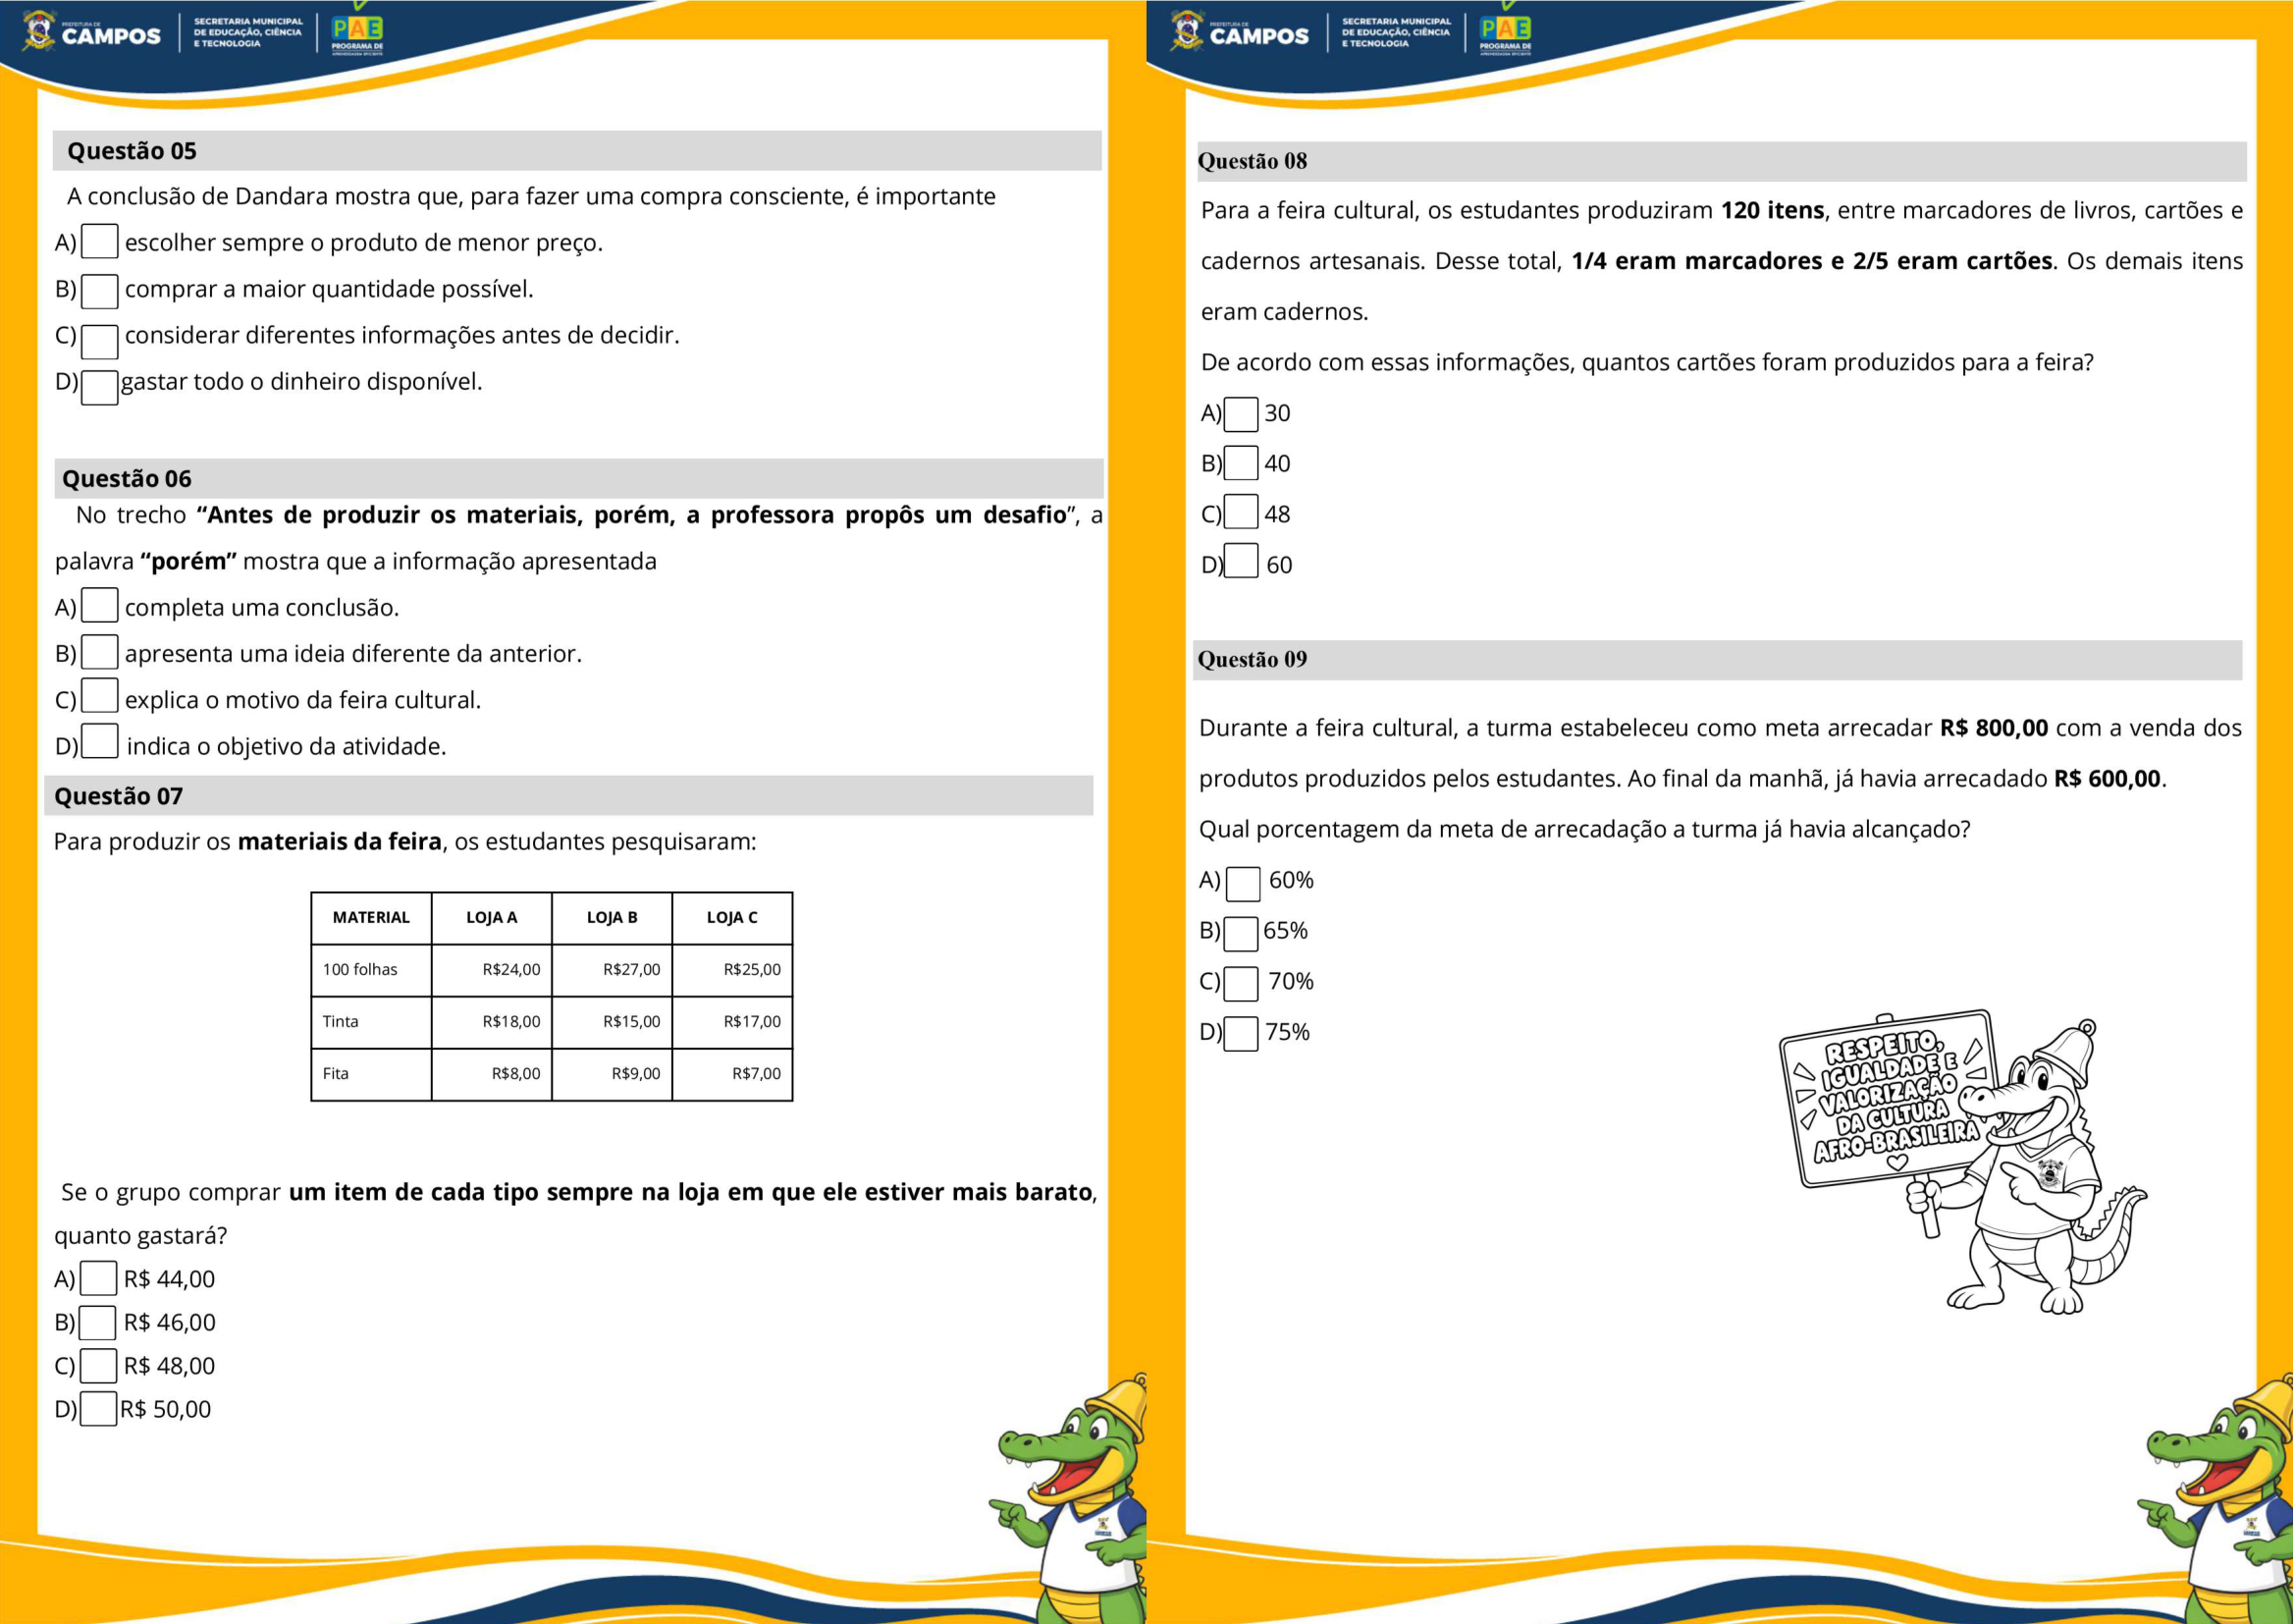 PREFEITURA DE
CAMPOS
SECRETARIA MUNICIPAL
DE EDUCAÇÃO, CIÊNCIA
E TECNOLOGIA
PAE
PROGRAMA DE
APRENDIZAGEM EFICIENTE
Questão 05
A conclusão de Dandara mostra que, para fazer uma compra consciente, é importante
A) escolher sempre o produto de menor preço.
B) comprar a maior quantidade possível.
C) considerar diferentes informações antes de decidir.
D) gastar todo o dinheiro disponível.
Questão 06
No trecho “Antes de produzir os materiais, porém, a professora propôs um desafio”, a
palavra “porém” mostra que a informação apresentada
A) completa uma conclusão.
B) apresenta uma ideia diferente da anterior.
C) explica o motivo da feira cultural.
D) indica o objetivo da atividade.
Questão 07
Para produzir os materiais da feira, os estudantes pesquisaram:
MATERIAL LOJA A LOJA B LOJA C
100 folhas R$24,00 R$27,00 R$25,00
Tinta R$18,00 R$15,00 R$17,00
Fita R$8,00 R$9,00 R$7,00
Se o grupo comprar um item de cada tipo sempre na loja em que ele estiver mais barato,
quanto gastará?
A) R$ 44,00
B) R$ 46,00
C) R$ 48,00
D) R$ 50,00
PREFEITURA DE
CAMPOS
SECRETARIA MUNICIPAL
DE EDUCAÇÃO, CIÊNCIA
E TECNOLOGIA
PAE
PROGRAMA DE
APRENDIZAGEM EFICIENTE
Questão 08
Para a feira cultural, os estudantes produziram 120 itens, entre marcadores de livros, cartões e
cadernos artesanais. Desse total, 1/4 eram marcadores e 2/5 eram cartões. Os demais itens
eram cadernos.
De acordo com essas informações, quantos cartões foram produzidos para a feira?
A) 30
B) 40
C) 48
D) 60
Questão 09
Durante a feira cultural, a turma estabeleceu como meta arrecadar R$ 800,00 com a venda dos
produtos produzidos pelos estudantes. Ao final da manhã, já havia arrecadado R$ 600,00.
Qual porcentagem da meta de arrecadação a turma já havia alcançado?
A) 60%
B) 65%
C) 70%
D) 75%
RESPEITO,
IGUALDADE E
VALORIZAÇÃO
DA CULTURA
AFRO-BRASILEIRA